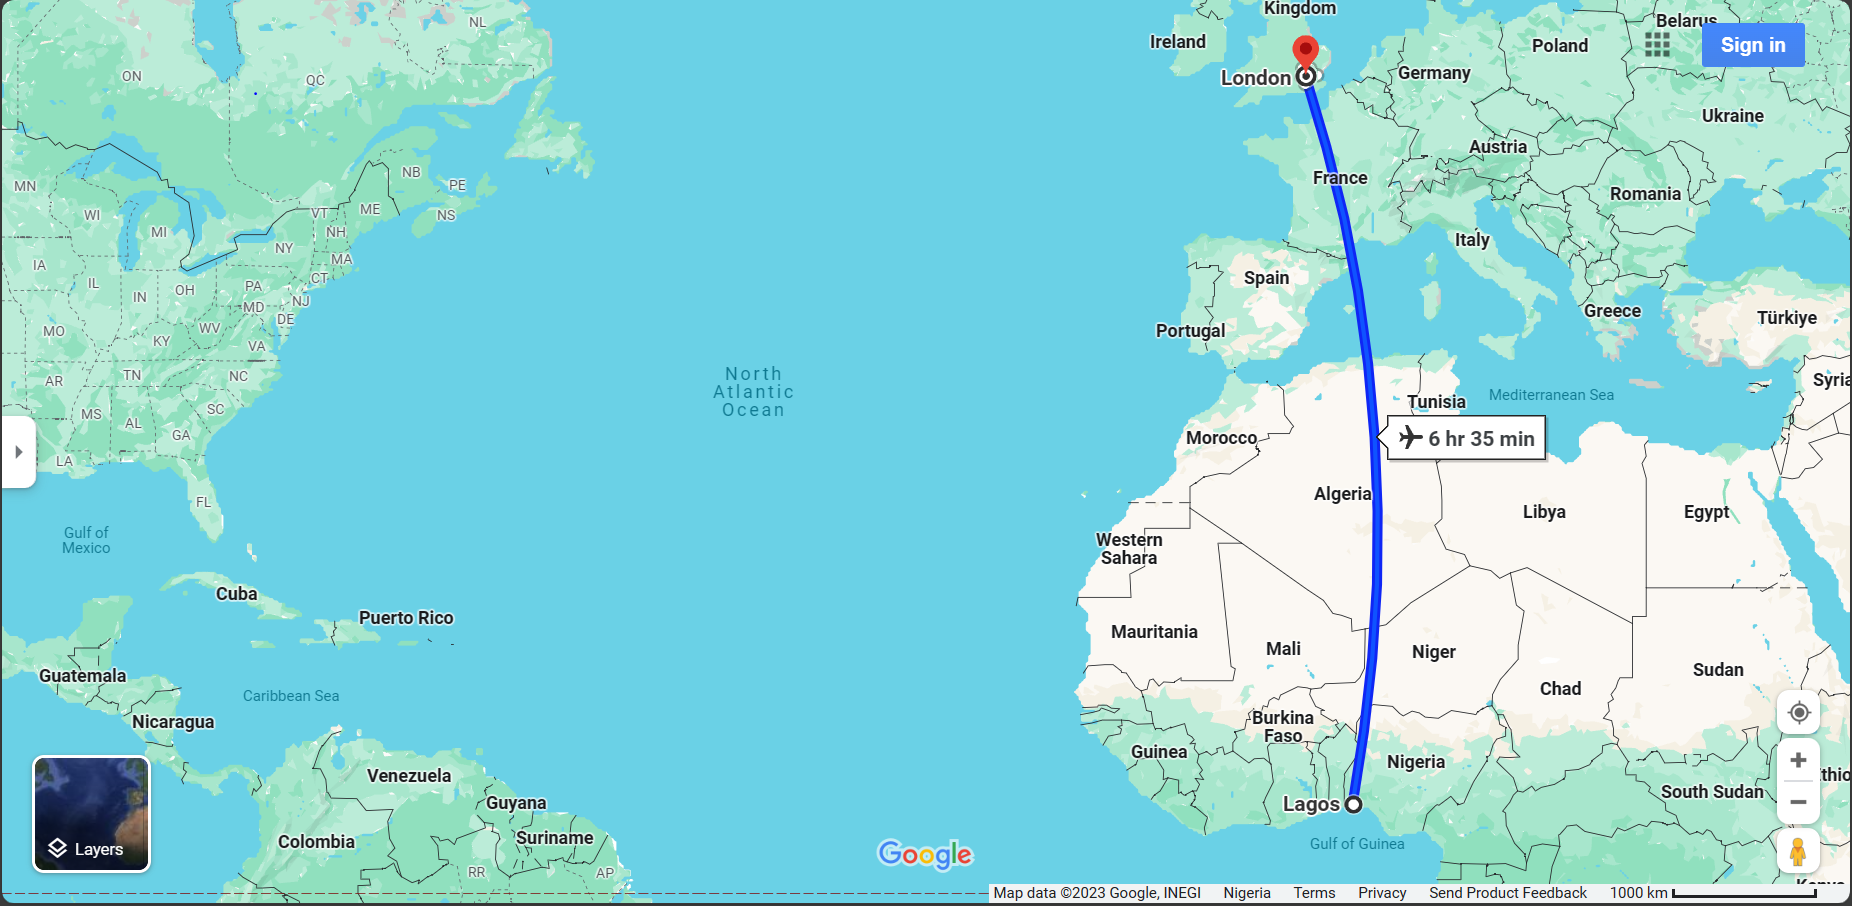 Kingdom
NL
Belarus
Sign in
Ireland
Poland
ON
QC
London
Germany
Ukraine
Austria
MN
NB
PE
France
Romania
WI
VT
ME
NS
MI
NH
NY
Italy
MA
IA
IL
OH
PA
CT
Spain
IN
MD
NJ
DE
Greece
Türkiye
MO
WV
Portugal
KY
VA
AR
TN
NC
North
Atlantic
Ocean
Syria
Mediterranean Sea
Tunisia
MS
AL
SC
GA
Morocco
6 hr 35 min
LA
FL
Algeria
Libya
Egypt
Gulf of
Mexico
Western
Sahara
Cuba
Puerto Rico
Mauritania
Mali
Niger
Sudan
Guatemala
Caribbean Sea
Chad
Nicaragua
Burkina
Faso
Guinea
Nigeria
Venezuela
South Sudan
Guyana
Lagos
Suriname
Colombia
Gulf of Guinea
Layers
Google
RR
AP
Map data ©2023 Google, INEGI
Nigeria
Terms
Privacy
Send Product Feedback
1000 km